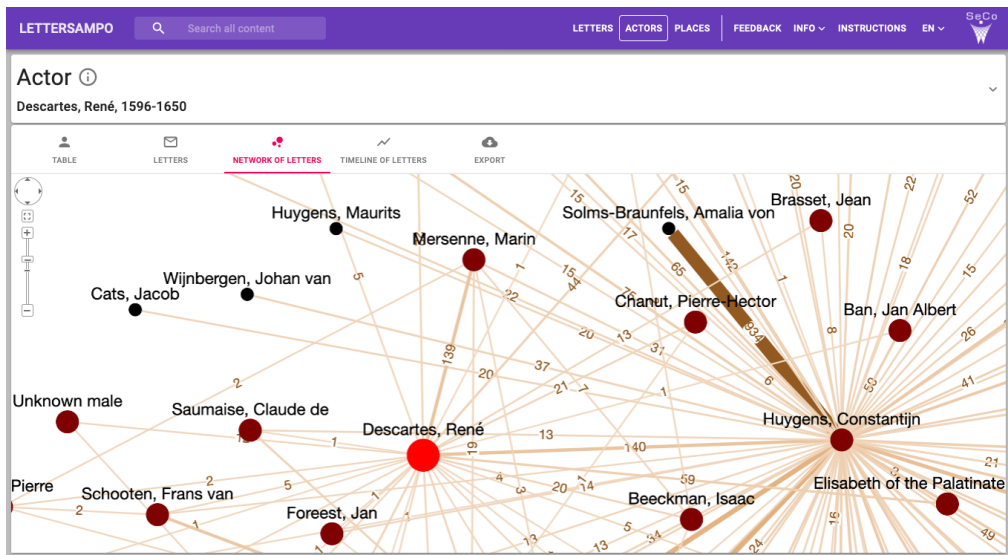 LETTERSAMPO
Search all content
LETTERS
ACTORS
PLACES
FEEDBACK
INFO
INSTRUCTIONS
EN
SeCo
Actor
Descartes, René, 1596-1650
TABLE
LETTERS
NETWORK OF LETTERS
TIMELINE OF LETTERS
EXPORT
20
22
52
15
15
Brasset, Jean
Huygens, Maurits
Solms-Braunfels, Amalia von
17
20
Mersenne, Marin
142
18
15
5
1
15
65
1
Wijnbergen, Johan van
44
Cats, Jacob
22
Chanut, Pierre-Hector
Ban, Jan Albert
20
13
31
934
8
26
139
37
20
21
7
1
6
50
41
2
Unknown male
Saumaise, Claude de
Huygens, Constantijn
Descartes, René
1
13
19
140
21
Pierre
2
5
4
20
14
59
Elisabeth of the Palatinate
Schooten, Frans van
1
Beeckman, Isaac
2
1
Foreest, Jan
1
16
5
34
49
1
13
13
24